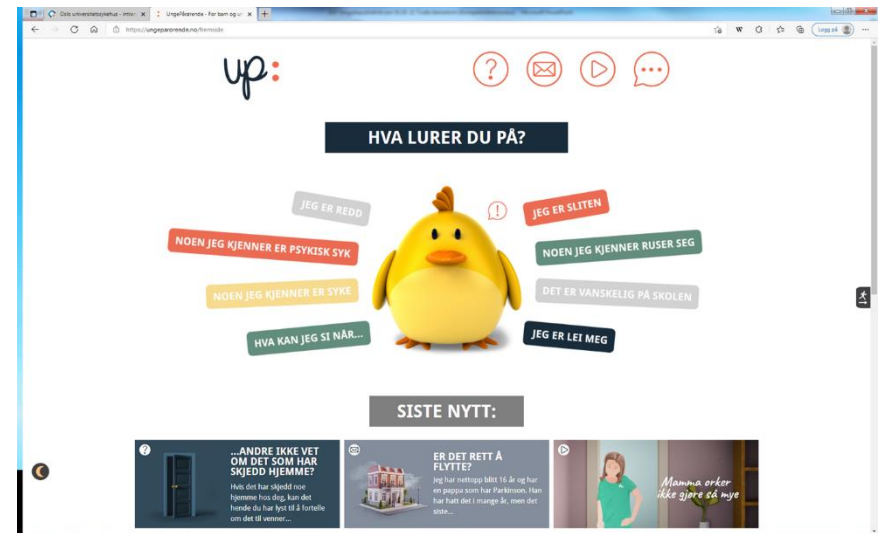 Oslo universitetssykehus - intran
UngePårørende - For barn og un
https://ungeparorende.no/fremside
Logg på
up:
HVA LURER DU PÅ?
JEG ER REDD
JEG ER SLITEN
NOEN JEG KJENNER ER PSYKISK SYK
NOEN JEG KJENNER RUSER SEG
NOEN JEG KJENNER ER SYKE
DET ER VANSKELIG PÅ SKOLEN
HVA KAN JEG SI NÅR...
JEG ER LEI MEG
SISTE NYTT:
...ANDRE IKKE VET
OM DET SOM HAR
SKJEDD HJEMME?
Hvis det har skjedd noe
hjemme hos deg, kan det
hende du har lyst til å fortelle
om det til venner...
ER DET RETT Å
FLYTTE?
Jeg har nettopp blitt 16 år og har
en pappa som har Parkinson. Han
har hatt det i mange år, men det
siste...
Mamma orker
ikke gjøre så mye